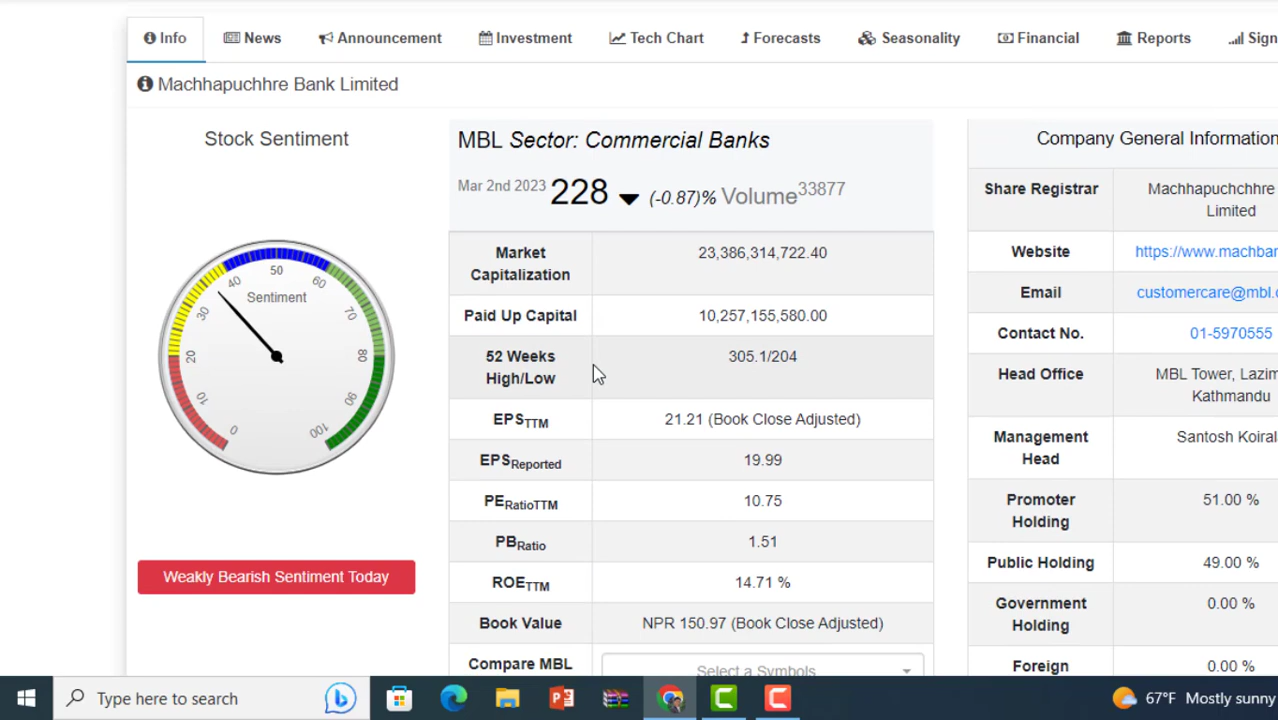 Info News Announcement Investment Tech Chart Forecasts Seasonality Financial Reports Sign
Machhapuchhre Bank Limited
Stock Sentiment
0 10 20 30 40 50 60 70 80 90 100
Sentiment
Weakly Bearish Sentiment Today
MBL Sector: Commercial Banks
Mar 2nd 2023 228 (-0.87)% Volume 33877
Market
Capitalization
23,386,314,722.40
Paid Up Capital 10,257,155,580.00
52 Weeks
High/Low
305.1/204
EPSTTM 21.21 (Book Close Adjusted)
EPSReported 19.99
PERatioTTM 10.75
PBRatio 1.51
ROETTM 14.71 %
Book Value NPR 150.97 (Book Close Adjusted)
Compare MBL Select a Symbols
Company General Information
Share Registrar Machhapuchchhre
Limited
Website https://www.machban
Email customercare@mbl.c
Contact No. 01-5970555
Head Office MBL Tower, Lazim
Kathmandu
Management
Head
Santosh Koiral
Promoter
Holding
51.00 %
Public Holding 49.00 %
Government
Holding
0.00 %
Foreign 0.00 %
Type here to search 67°F Mostly sunny